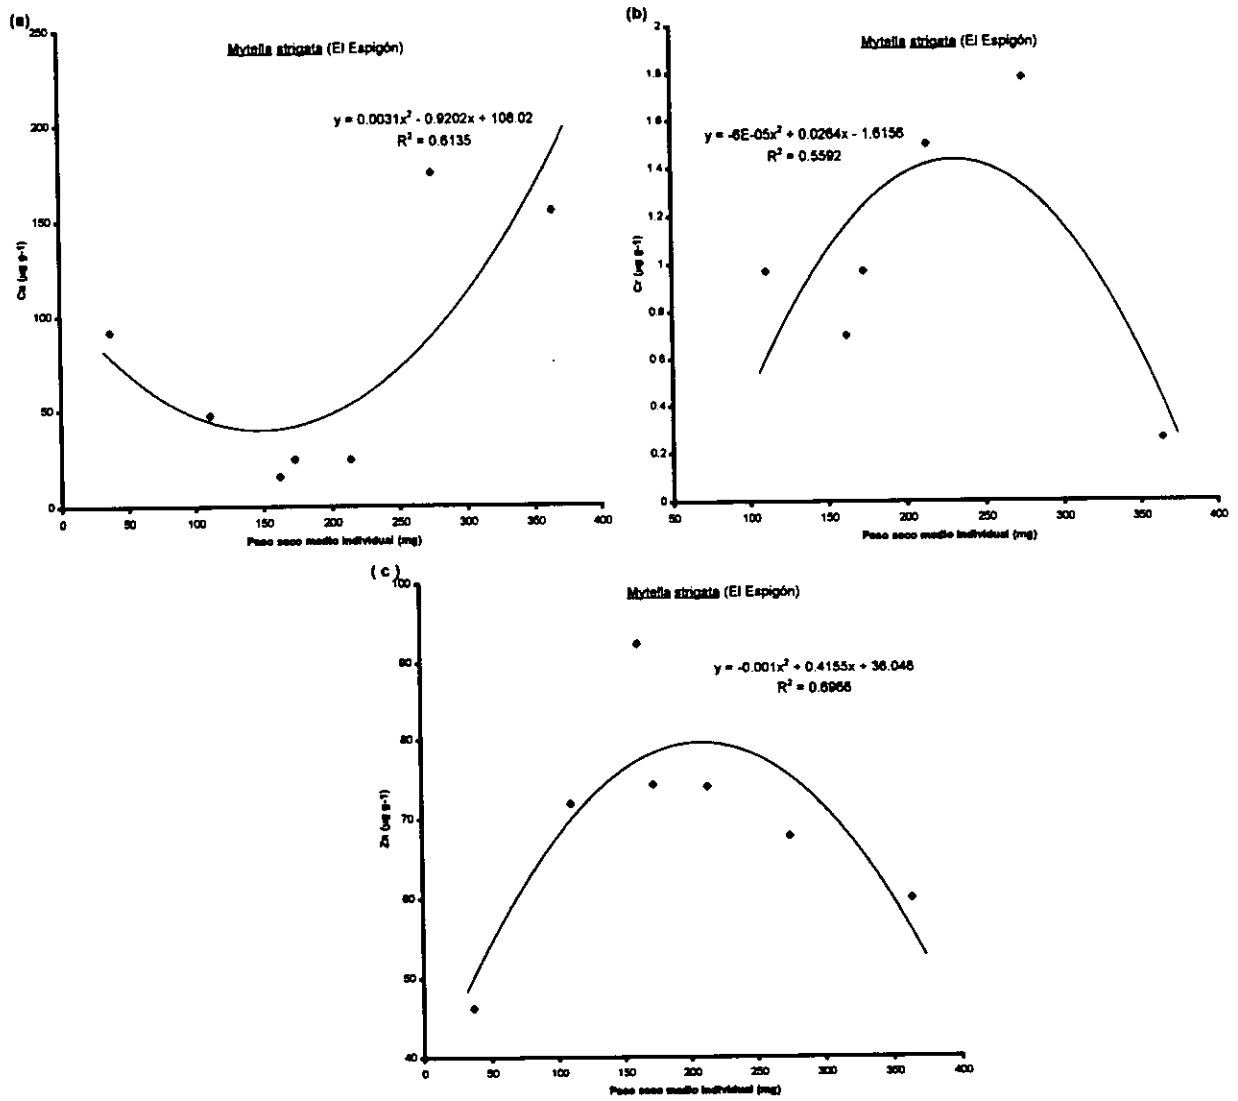 (a)
Mytella strigata (El Espigón)
y = 0.0031x² - 0.9202x + 108.02
R² = 0.6135
250
200
150
100
50
0
(µg g-1)
0 50 100 150 200 250 300 350 400
Peso seco medio individual (mg)
(b)
Mytella strigata (El Espigón)
y = -6E-05x² + 0.0264x - 1.6156
R² = 0.5592
2
1.8
1.6
1.4
1.2
1
0.8
0.6
0.4
0.2
0
Cr (µg g-1)
50 100 150 200 250 300 350 400
Peso seco medio individual (mg)
( c )
Mytella strigata (El Espigón)
y = -0.001x² + 0.4155x + 36.046
R² = 0.6966
100
90
80
70
60
50
40
Zn (µg g-1)
0 50 100 150 200 250 300 350 400
Peso seco medio individual (mg)